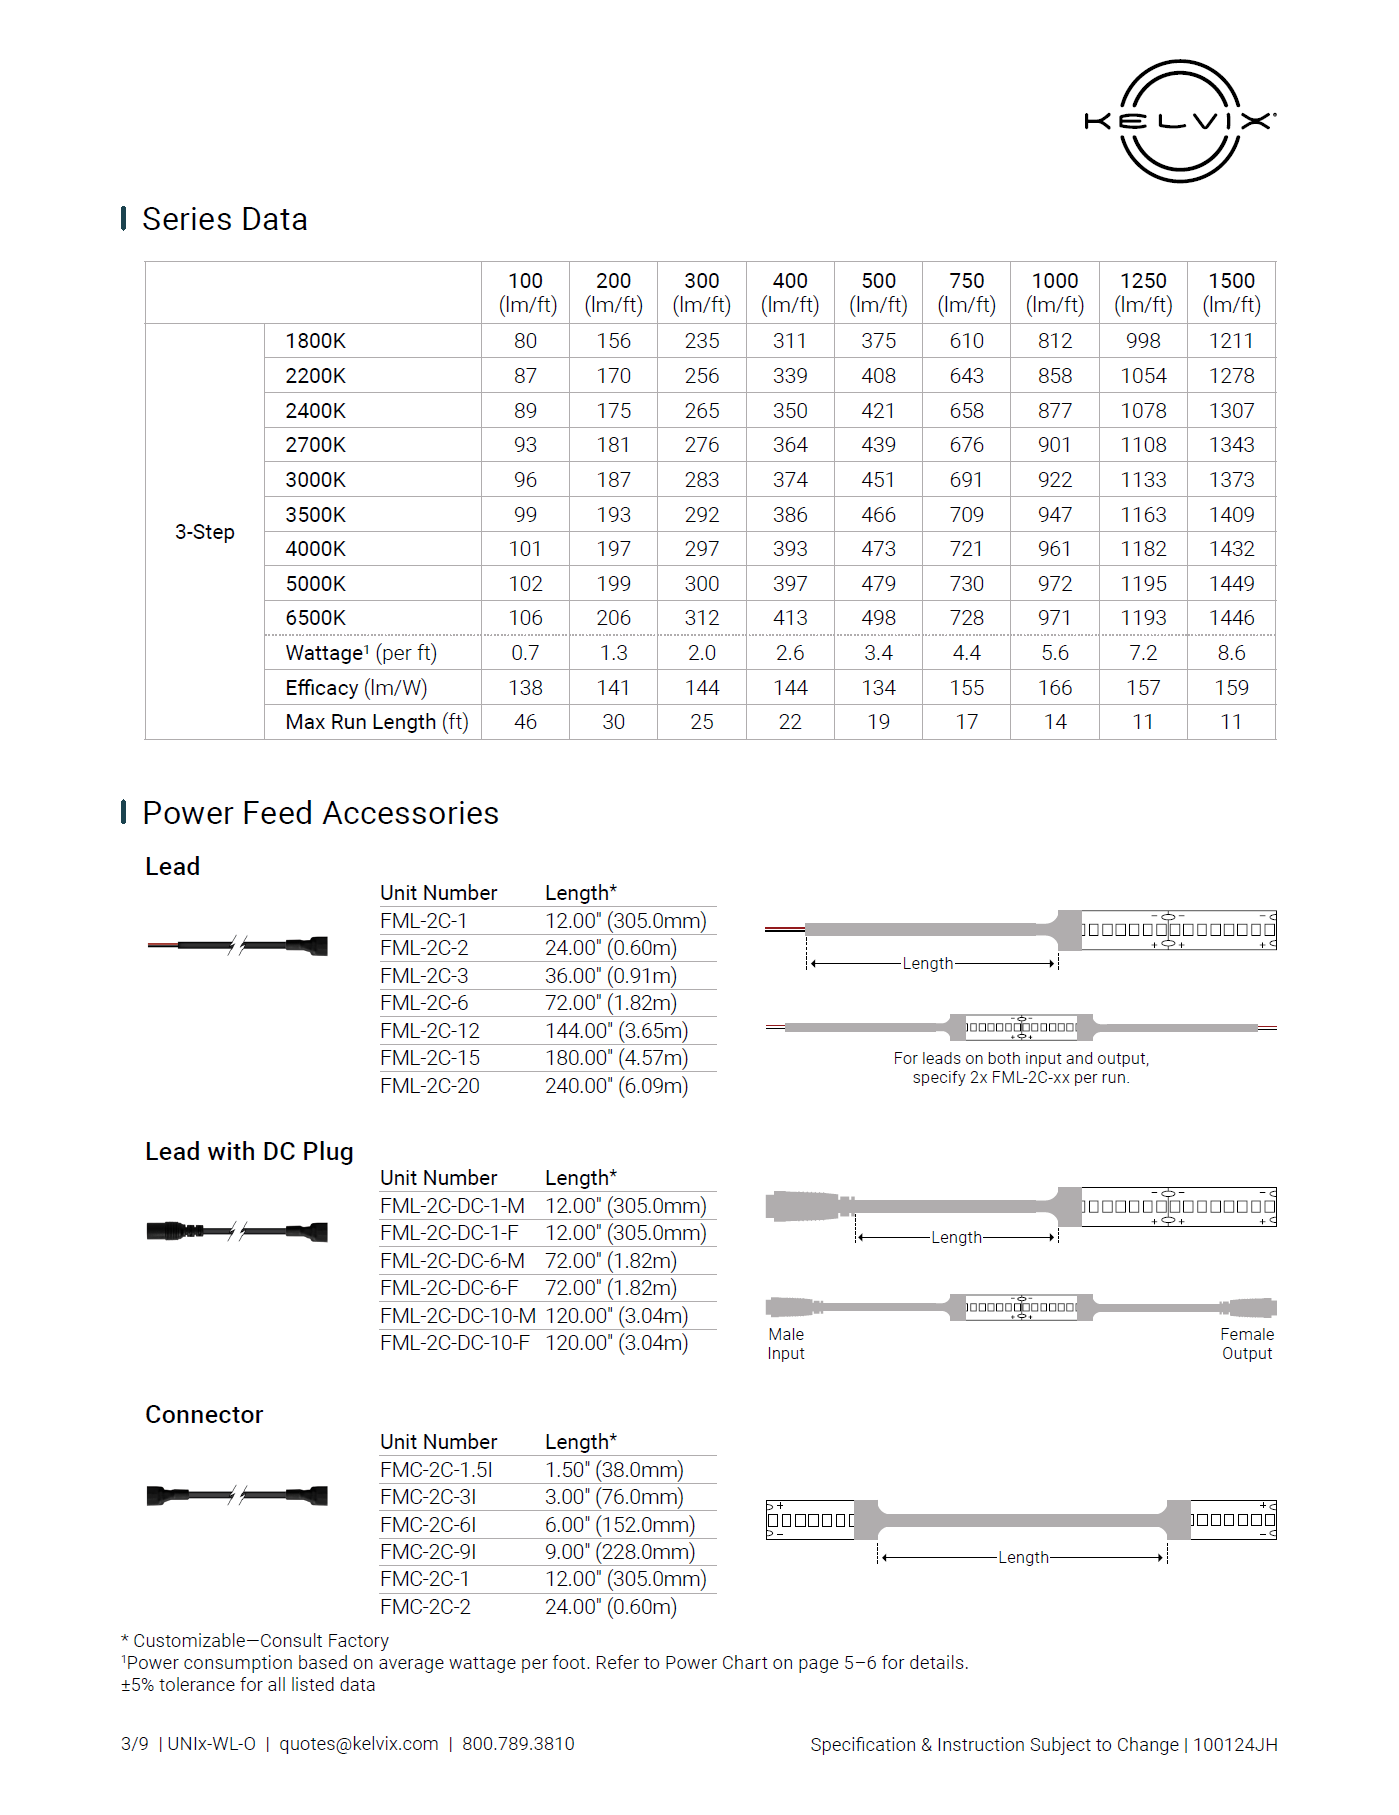 KELVIX®
Series Data
100 200 300 400 500 750 1000 1250 1500
(lm/ft) (lm/ft) (lm/ft) (lm/ft) (lm/ft) (lm/ft) (lm/ft) (lm/ft) (lm/ft)
3-Step
1800K 80 156 235 311 375 610 812 998 1211
2200K 87 170 256 339 408 643 858 1054 1278
2400K 89 175 265 350 421 658 877 1078 1307
2700K 93 181 276 364 439 676 901 1108 1343
3000K 96 187 283 374 451 691 922 1133 1373
3500K 99 193 292 386 466 709 947 1163 1409
4000K 101 197 297 393 473 721 961 1182 1432
5000K 102 199 300 397 479 730 972 1195 1449
6500K 106 206 312 413 498 728 971 1193 1446
Wattage¹ (per ft) 0.7 1.3 2.0 2.6 3.4 4.4 5.6 7.2 8.6
Efficacy (lm/W) 138 141 144 144 134 155 166 157 159
Max Run Length (ft) 46 30 25 22 19 17 14 11 11
Power Feed Accessories
Lead
Unit Number Length*
FML-2C-1 12.00" (305.0mm)
FML-2C-2 24.00" (0.60m)
FML-2C-3 36.00" (0.91m)
FML-2C-6 72.00" (1.82m)
FML-2C-12 144.00" (3.65m)
FML-2C-15 180.00" (4.57m)
FML-2C-20 240.00" (6.09m)
Length
For leads on both input and output,
specify 2x FML-2C-xx per run.
Lead with DC Plug
Unit Number Length*
FML-2C-DC-1-M 12.00" (305.0mm)
FML-2C-DC-1-F 12.00" (305.0mm)
FML-2C-DC-6-M 72.00" (1.82m)
FML-2C-DC-6-F 72.00" (1.82m)
FML-2C-DC-10-M 120.00" (3.04m)
FML-2C-DC-10-F 120.00" (3.04m)
Length
Male
Input
Female
Output
Connector
Unit Number Length*
FMC-2C-1.5I 1.50" (38.0mm)
FMC-2C-3I 3.00" (76.0mm)
FMC-2C-6I 6.00" (152.0mm)
FMC-2C-9I 9.00" (228.0mm)
FMC-2C-1 12.00" (305.0mm)
FMC-2C-2 24.00" (0.60m)
Length
* Customizable—Consult Factory
¹Power consumption based on average wattage per foot. Refer to Power Chart on page 5–6 for details.
±5% tolerance for all listed data
3/9 | UNIx-WL-O | quotes@kelvix.com | 800.789.3810
Specification & Instruction Subject to Change | 100124JH